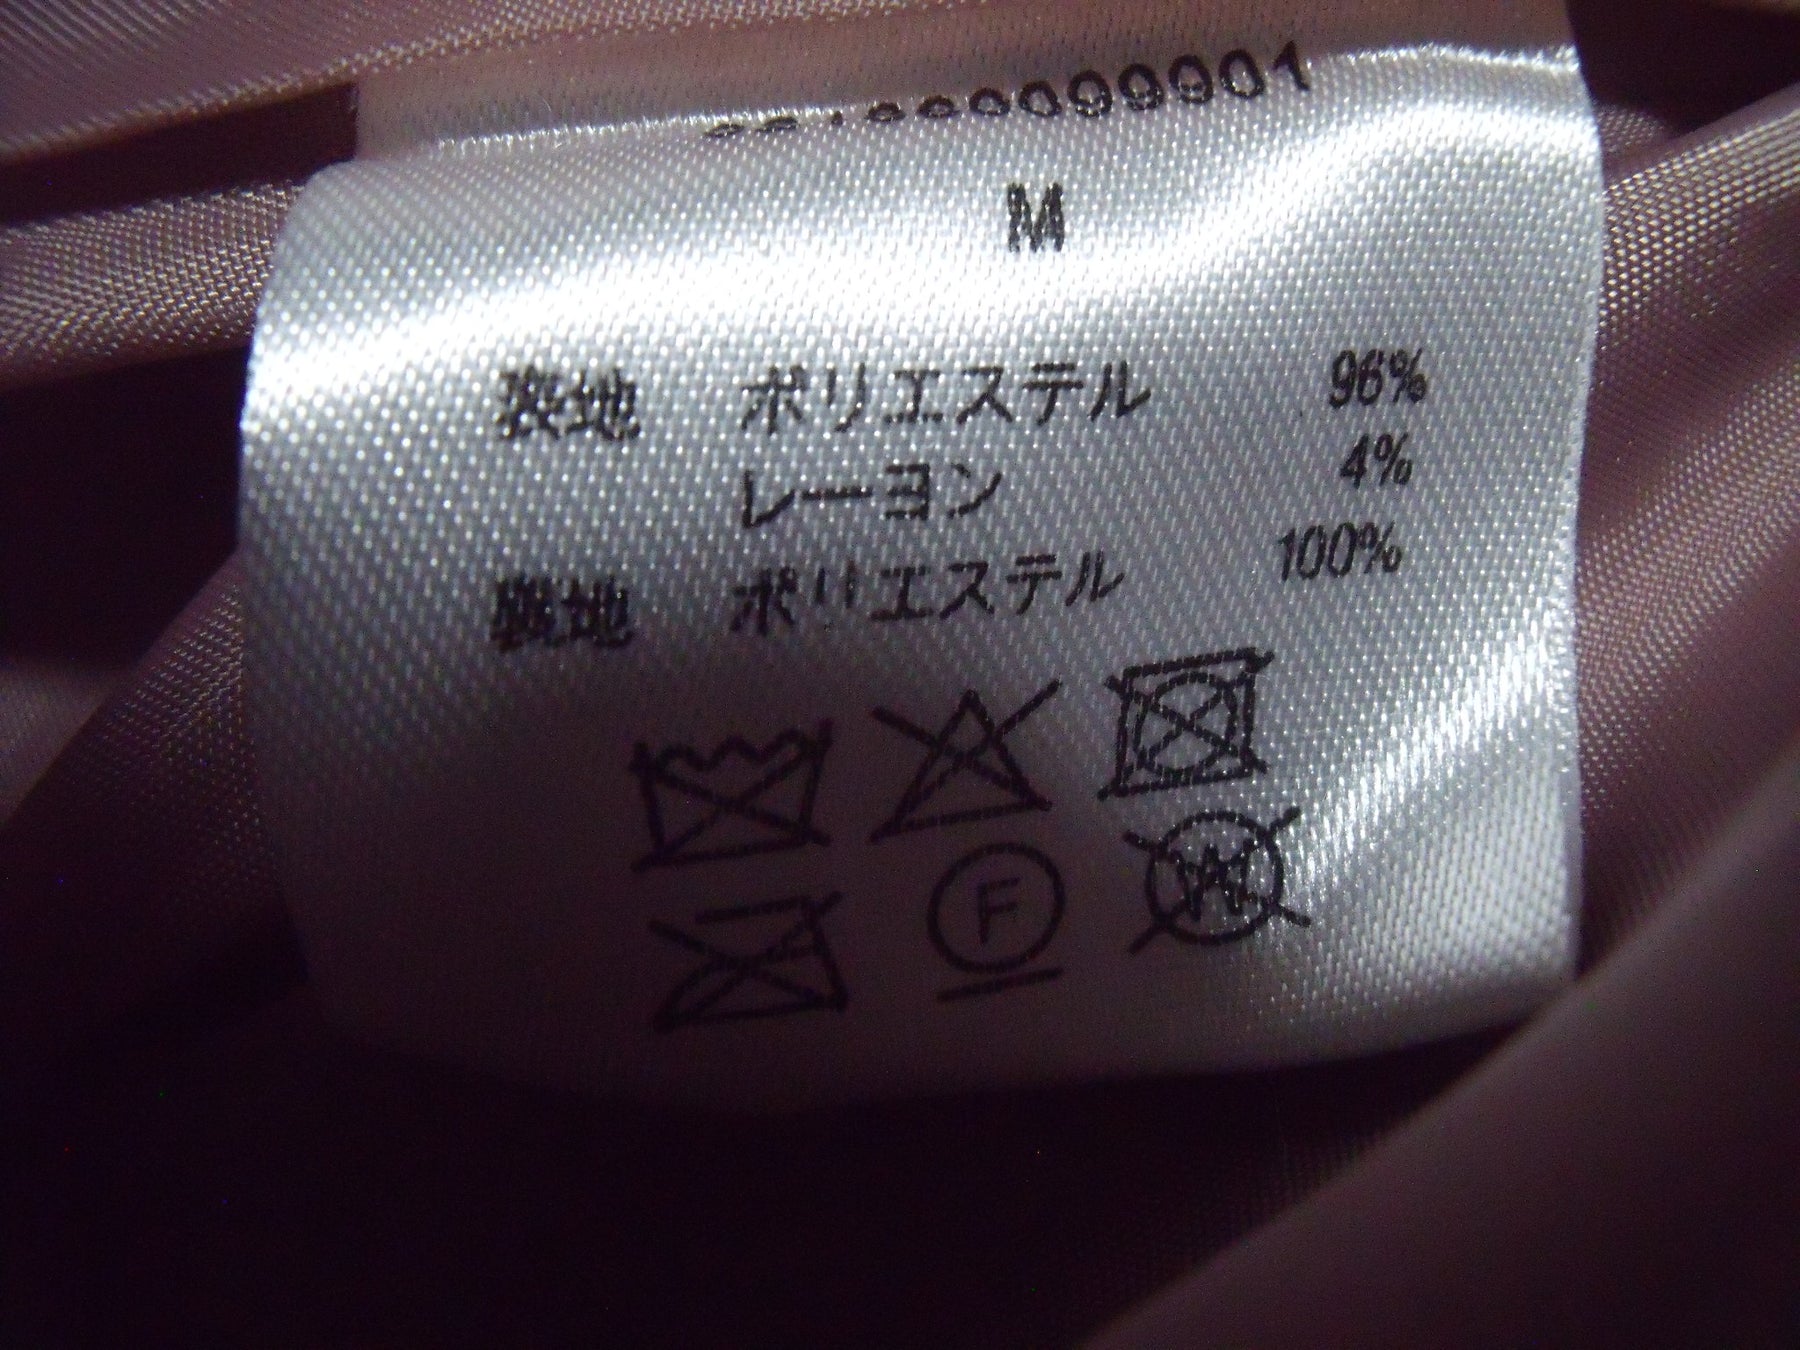 M
表地 ポリエステル 96%
レーヨン 4%
裏地 ポリエステル 100%
F
W